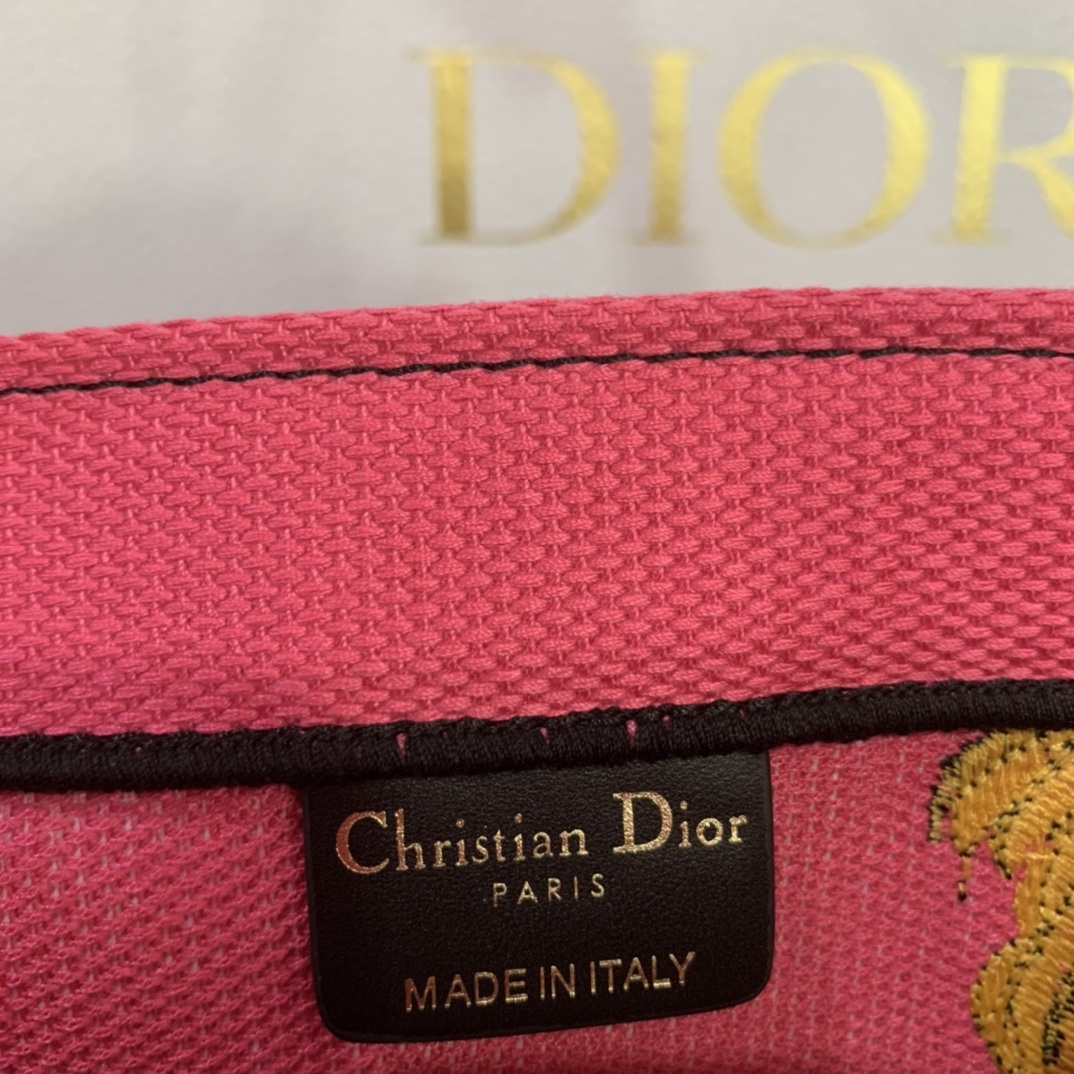 DIOR
Christian Dior
PARIS
MADE IN ITALY